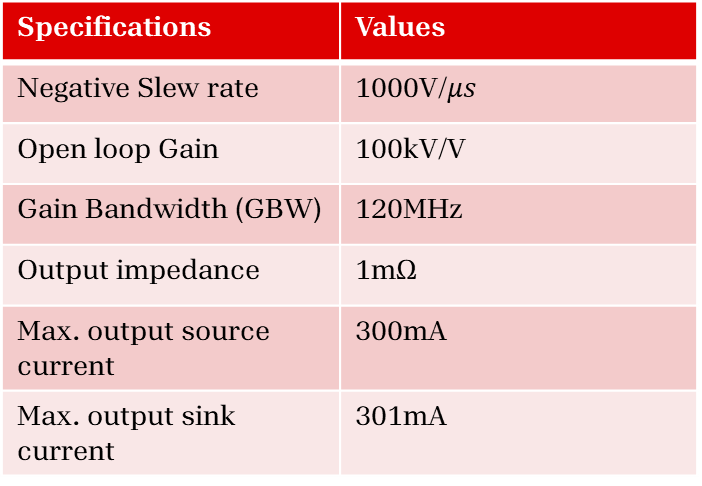 Specifications Values
Negative Slew rate 1000V/μs
Open loop Gain 100kV/V
Gain Bandwidth (GBW) 120MHz
Output impedance 1mΩ
Max. output source 300mA
current
Max. output sink 301mA
current